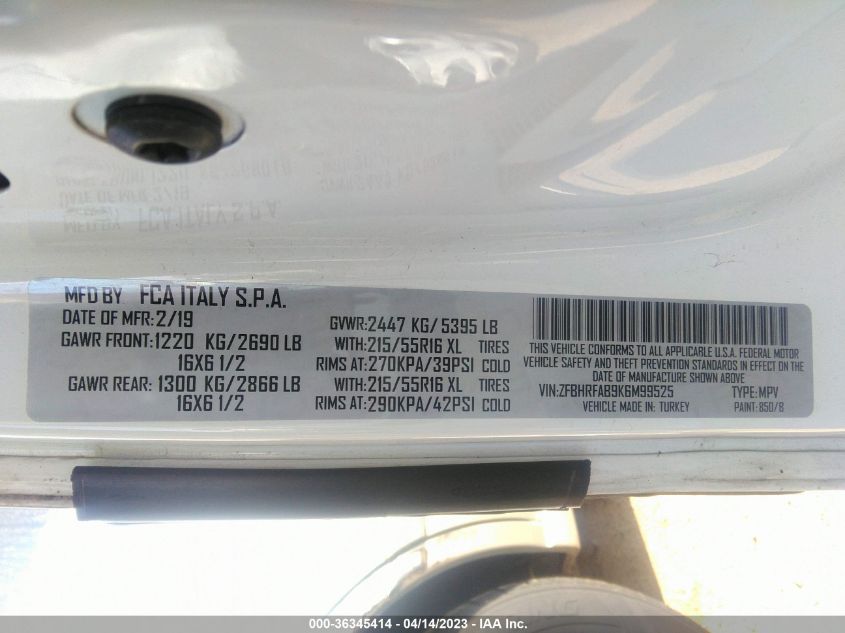 MFD BY FCA ITALY S.P.A.
DATE OF MFR:2/19
GAWR FRONT:1220 KG/2690 LB
16X6 1/2
GAWR REAR: 1300 KG/2866 LB
16X6 1/2
GVWR:2447 KG/ 5395 LB
WITH:215/55R16 XL TIRES
RIMS AT:270KPA/39PSI COLD
WITH:215/55R16 XL TIRES
RIMS AT:290KPA/42PSI COLD
THIS VEHICLE CONFORMS TO ALL APPLICABLE U.S.A. FEDERAL MOTOR
VEHICLE SAFETY AND THEFT PREVENTION STANDARDS IN EFFECT ON THE
DATE OF MANUFACTURE SHOWN ABOVE
VIN:ZFBHRFAB9K6M99525 TYPE:MPV
VEHICLE MADE IN: TURKEY PAINT:850/B
000-36345414 - 04/14/2023 - IAA Inc.